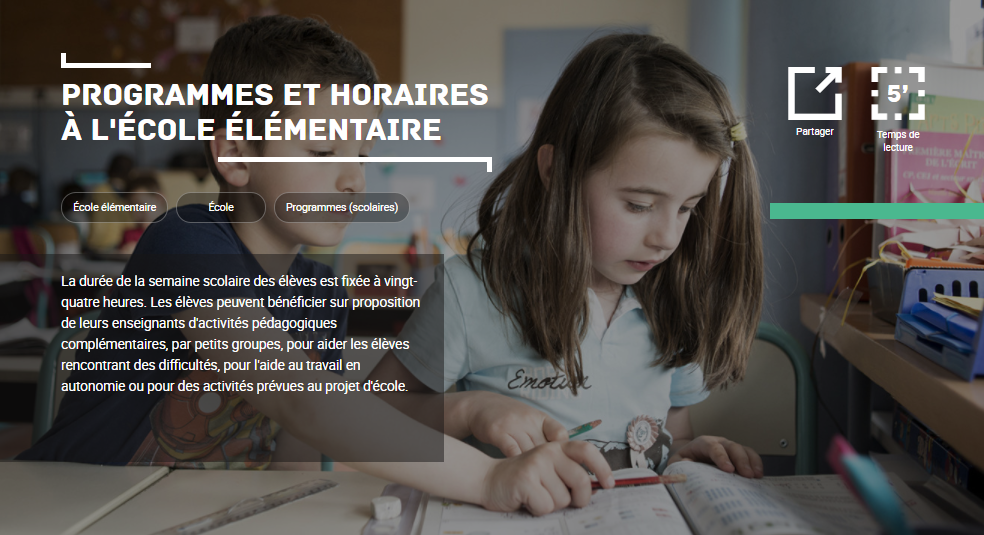 PROGRAMMES ET HORAIRES
À L'ÉCOLE ÉLÉMENTAIRE
Partager
5'
Temps de
lecture
École élémentaire
École
Programmes (scolaires)
La durée de la semaine scolaire des élèves est fixée à vingt-
quatre heures. Les élèves peuvent bénéficier sur proposition
de leurs enseignants d'activités pédagogiques
complémentaires, par petits groupes, pour aider les élèves
rencontrant des difficultés, pour l'aide au travail en
autonomie ou pour des activités prévues au projet d'école.